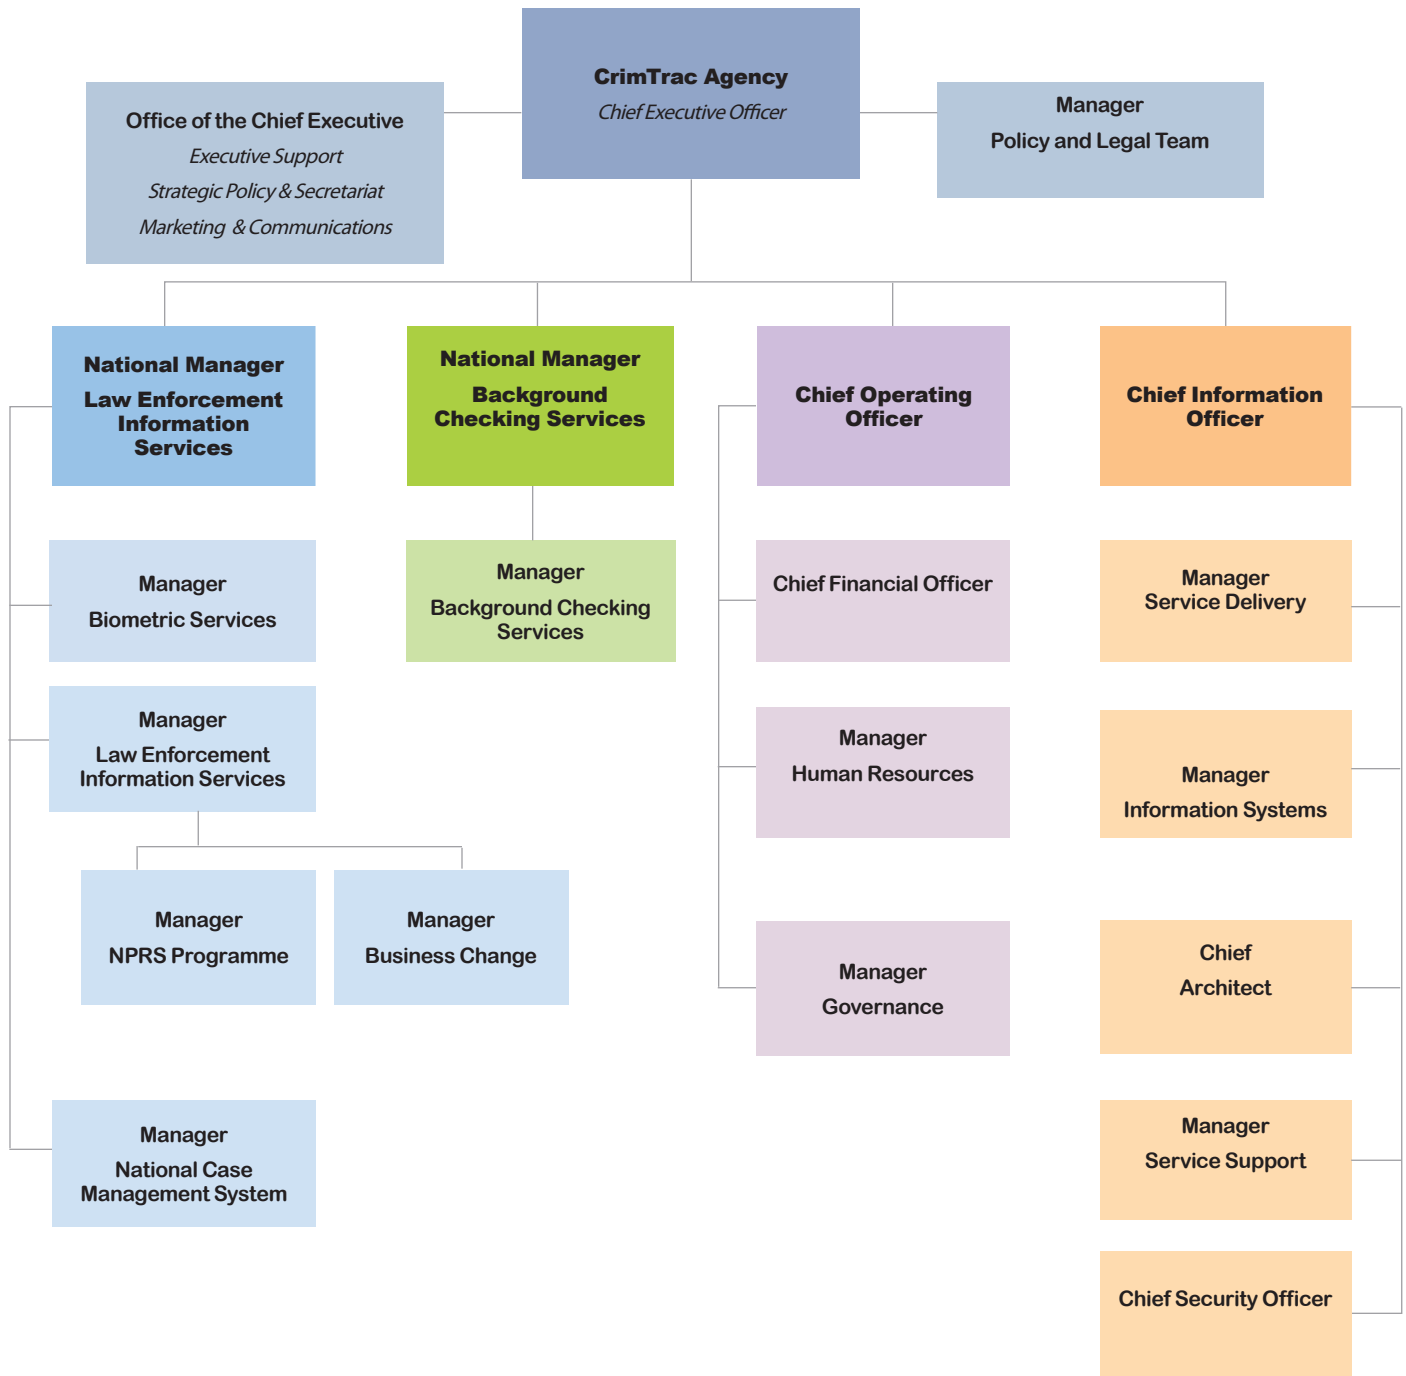 CrimTrac Agency
Chief Executive Officer
Office of the Chief Executive
Executive Support
Strategic Policy & Secretariat
Marketing & Communications
Manager
Policy and Legal Team
National Manager
Law Enforcement
Information
Services
National Manager
Background
Checking Services
Chief Operating
Officer
Chief Information
Officer
Manager
Biometric Services
Manager
Background Checking
Services
Chief Financial Officer
Manager
Service Delivery
Manager
Law Enforcement
Information Services
Manager
Human Resources
Manager
Information Systems
Manager
NPRS Programme
Manager
Business Change
Manager
Governance
Chief
Architect
Manager
National Case
Management System
Manager
Service Support
Chief Security Officer